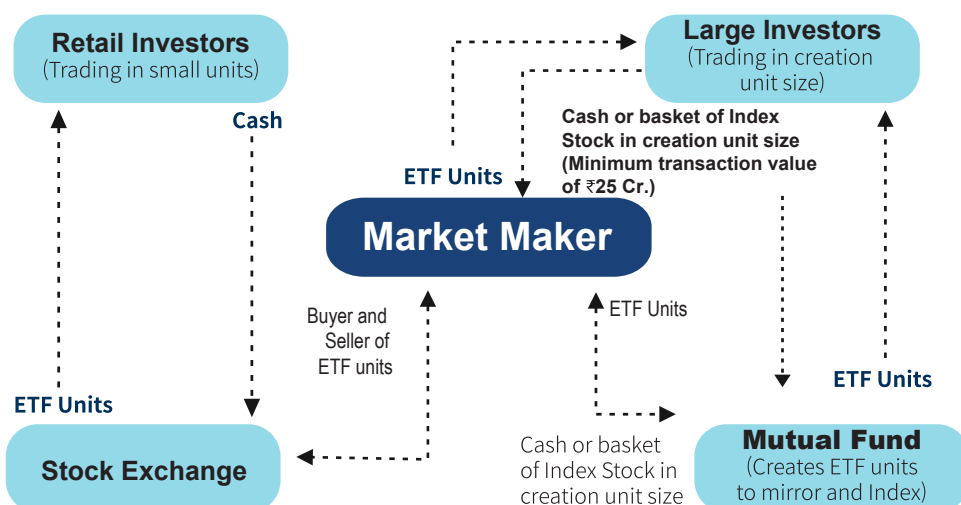 Retail Investors
(Trading in small units)
Large Investors
(Trading in creation
unit size)
Cash
Cash or basket of Index
Stock in creation unit size
(Minimum transaction value
of ₹25 Cr.)
ETF Units
Market Maker
Buyer and
Seller of
ETF units
ETF Units
ETF Units
ETF Units
Stock Exchange
Cash or basket
of Index Stock in
creation unit size
Mutual Fund
(Creates ETF units
to mirror and Index)